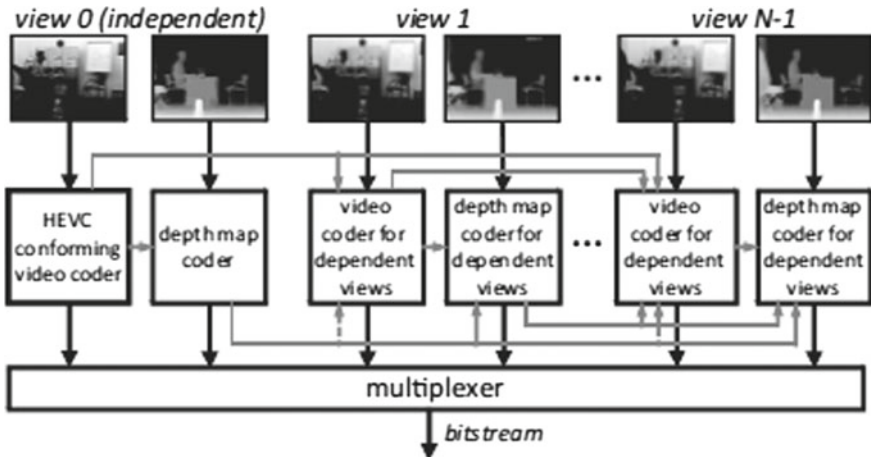 view 0 (independent)
view 1
view N-1
...
HEVC
conforming
video coder
depth map
coder
video
coder for
dependent
views
depth map
coder for
dependent
views
...
video
coder for
dependent
views
depth map
coder for
dependent
views
multiplexer
bitstream